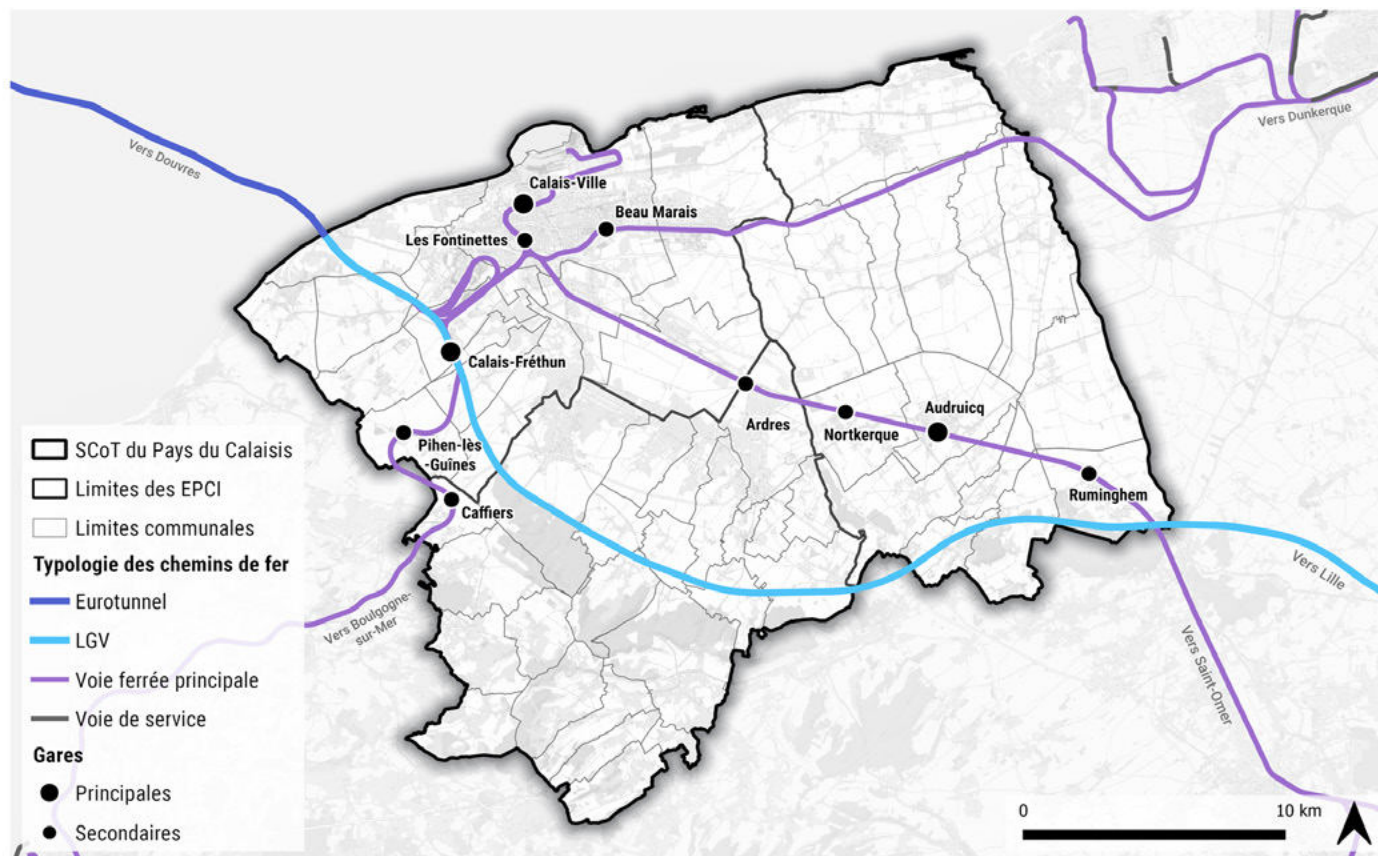 Vers Dunkerque
Vers Douvres
Calais-Ville
Beau Marais
Les Fontinettes
Calais-Fréthun
Ardres
Nortkerque
Audruicq
Ruminghem
Pihen-lès
-Guînes
Caffiers
Vers Boulgogne-
sur-Mer
Vers Lille
Vers Saint-Omer
SCoT du Pays du Calaisis
Limites des EPCI
Limites communales
Typologie des chemins de fer
Eurotunnel
LGV
Voie ferrée principale
Voie de service
Gares
Principales
Secondaires
0
10 km